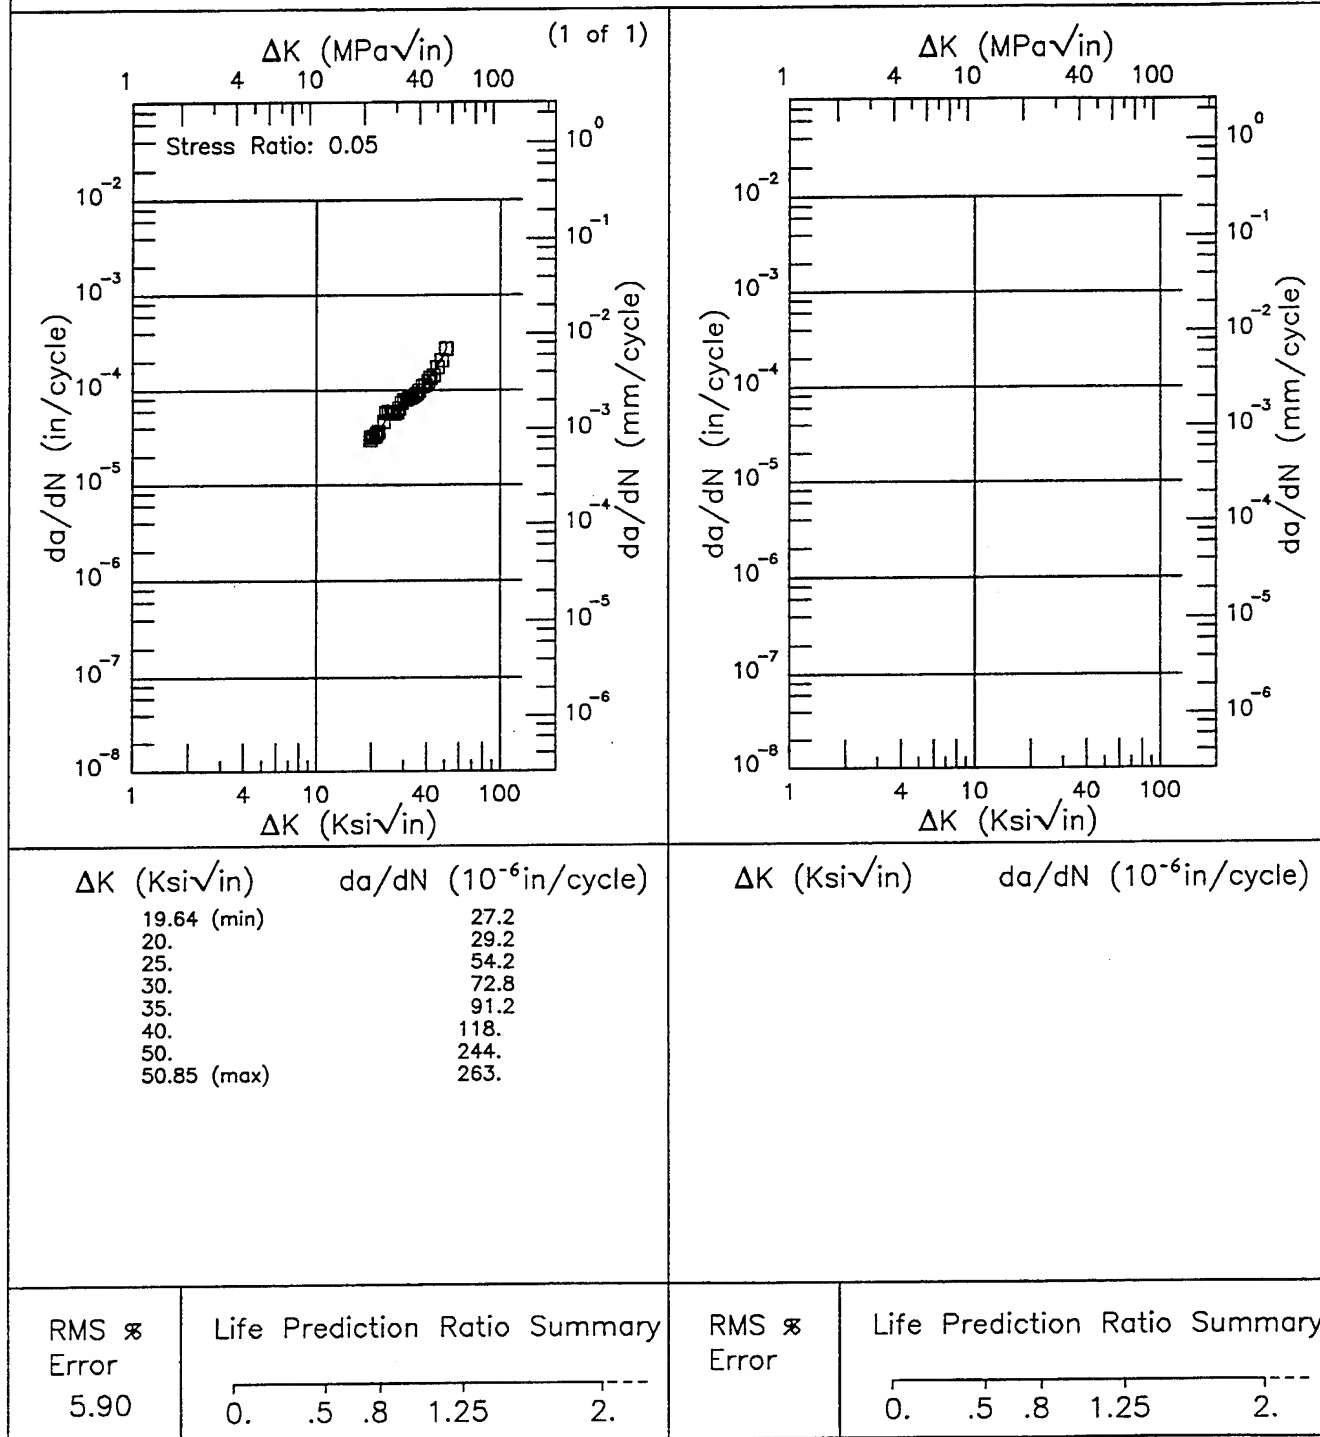 (1 of 1)
ΔK (MPa√in)
1 4 10 40 100
Stress Ratio: 0.05
10⁰
10⁻²
10⁻¹
10⁻³
10⁻²
10⁻⁴
10⁻³
10⁻⁵
10⁻⁴
10⁻⁶
10⁻⁵
10⁻⁷
10⁻⁶
10⁻⁸
da/dN (in/cycle)
da/dN (mm/cycle)
1 4 10 40 100
ΔK (Ksi√in)
ΔK (MPa√in)
1 4 10 40 100
10⁰
10⁻²
10⁻¹
10⁻³
10⁻²
10⁻⁴
10⁻³
10⁻⁵
10⁻⁴
10⁻⁶
10⁻⁵
10⁻⁷
10⁻⁶
10⁻⁸
da/dN (in/cycle)
da/dN (mm/cycle)
1 4 10 40 100
ΔK (Ksi√in)
ΔK (Ksi√in) da/dN (10⁻⁶in/cycle)
19.64 (min) 27.2
20. 29.2
25. 54.2
30. 72.8
35. 91.2
40. 118.
50. 244.
50.85 (max) 263.
ΔK (Ksi√in) da/dN (10⁻⁶in/cycle)
RMS %
Error
5.90
Life Prediction Ratio Summary
0. .5 .8 1.25 2.
RMS %
Error
Life Prediction Ratio Summary
0. .5 .8 1.25 2.